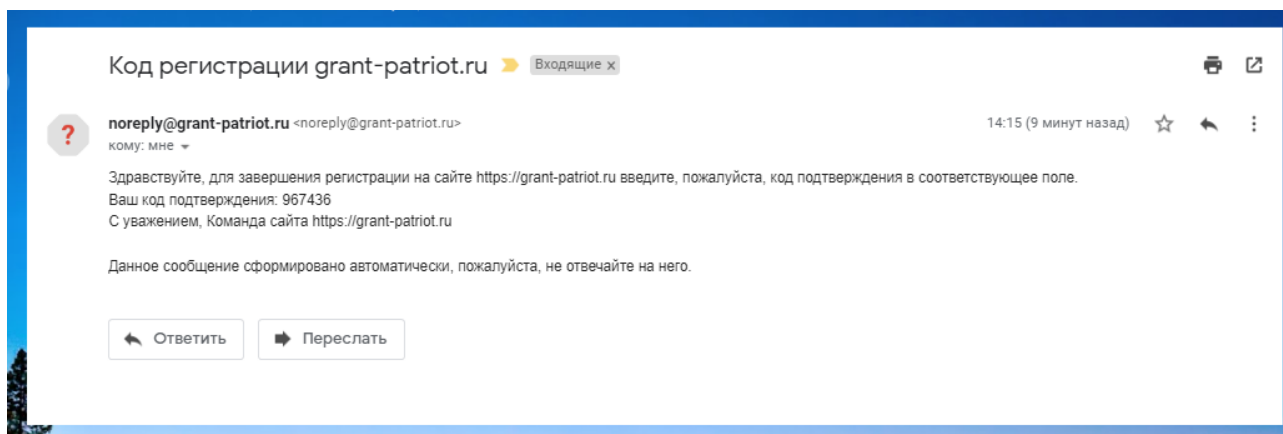 Код регистрации grant-patriot.ru Входящие x
?
noreply@grant-patriot.ru <noreply@grant-patriot.ru> 14:15 (9 минут назад)
кому: мне
Здравствуйте, для завершения регистрации на сайте https://grant-patriot.ru введите, пожалуйста, код подтверждения в соответствующее поле.
Ваш код подтверждения: 967436
С уважением, Команда сайта https://grant-patriot.ru
Данное сообщение сформировано автоматически, пожалуйста, не отвечайте на него.
Ответить Переслать